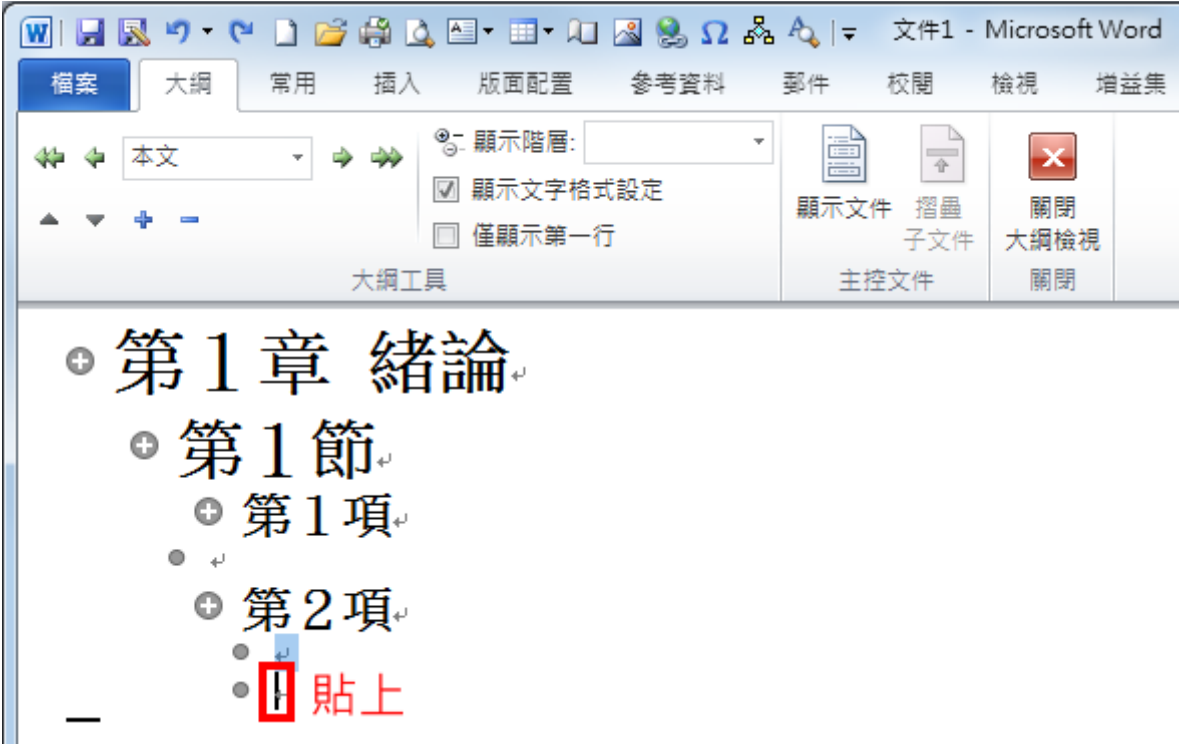 文件1 - Microsoft Word
檔案 大綱 常用 插入 版面配置 參考資料 郵件 校閱 檢視 增益集
本文
顯示階層:
顯示文字格式設定
僅顯示第一行
大綱工具
顯示文件
摺疊
子文件
主控文件
關閉
大綱檢視
關閉
第1章 緒論
第1節
第1項
第2項
貼上